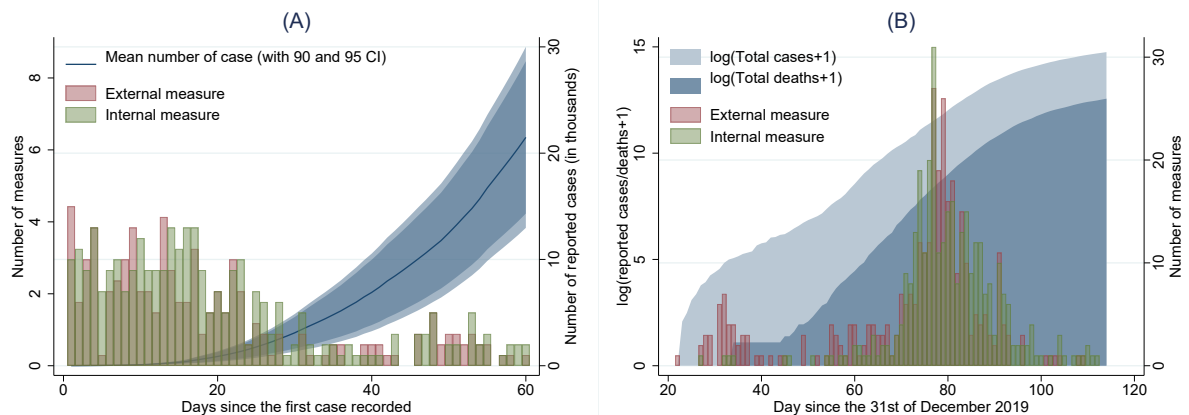 (A)
Mean number of case (with 90 and 95 CI)
External measure
Internal measure
Number of measures
0
2
4
6
8
Number of reported cases (in thousands)
0
10
20
30
0
20
40
60
Days since the first case recorded
(B)
log(Total cases+1)
log(Total deaths+1)
External measure
Internal measure
log(reported cases/deaths+1)
0
5
10
15
Number of measures
0
10
20
30
20
40
60
80
100
120
Day since the 31st of December 2019